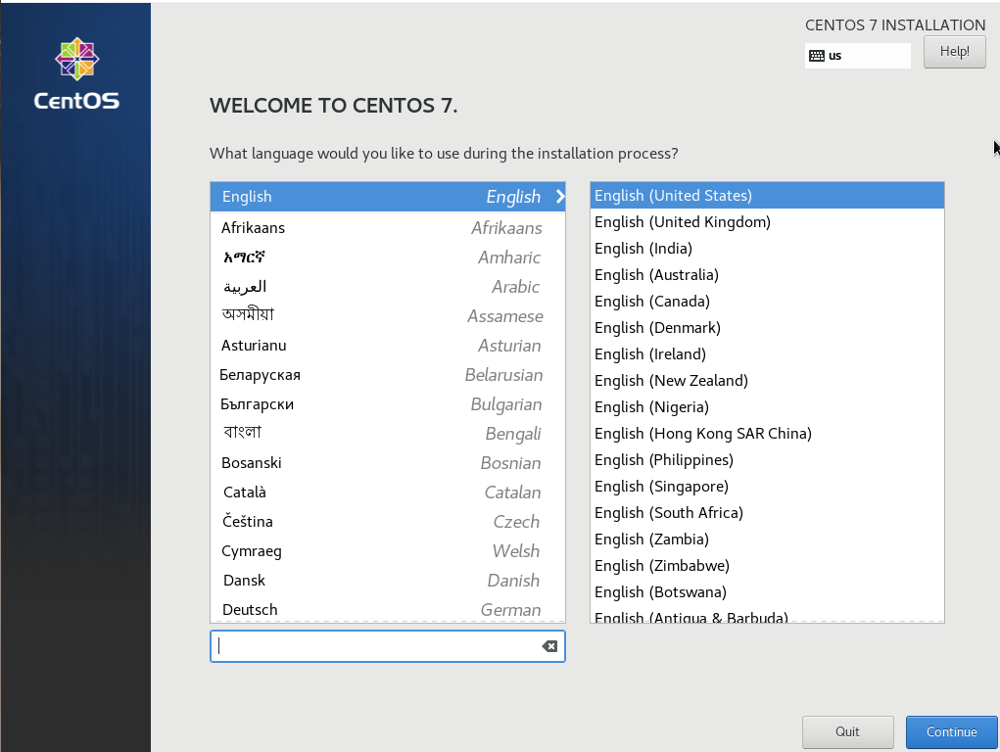 CentOS
CENTOS 7 INSTALLATION
us
Help!
WELCOME TO CENTOS 7.
What language would you like to use during the installation process?
English English
Afrikaans Afrikaans
አማርኛ Amharic
العربية Arabic
অসমীয়া Assamese
Asturianu Asturian
Беларуская Belarusian
Български Bulgarian
বাংলা Bengali
Bosanski Bosnian
Català Catalan
Čeština Czech
Cymraeg Welsh
Dansk Danish
Deutsch German
English (United States)
English (United Kingdom)
English (India)
English (Australia)
English (Canada)
English (Denmark)
English (Ireland)
English (New Zealand)
English (Nigeria)
English (Hong Kong SAR China)
English (Philippines)
English (Singapore)
English (South Africa)
English (Zambia)
English (Zimbabwe)
English (Botswana)
English (Antigua & Barbuda)
Quit
Continue